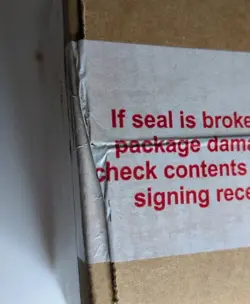 If seal is broke
package dama
check contents
signing rece